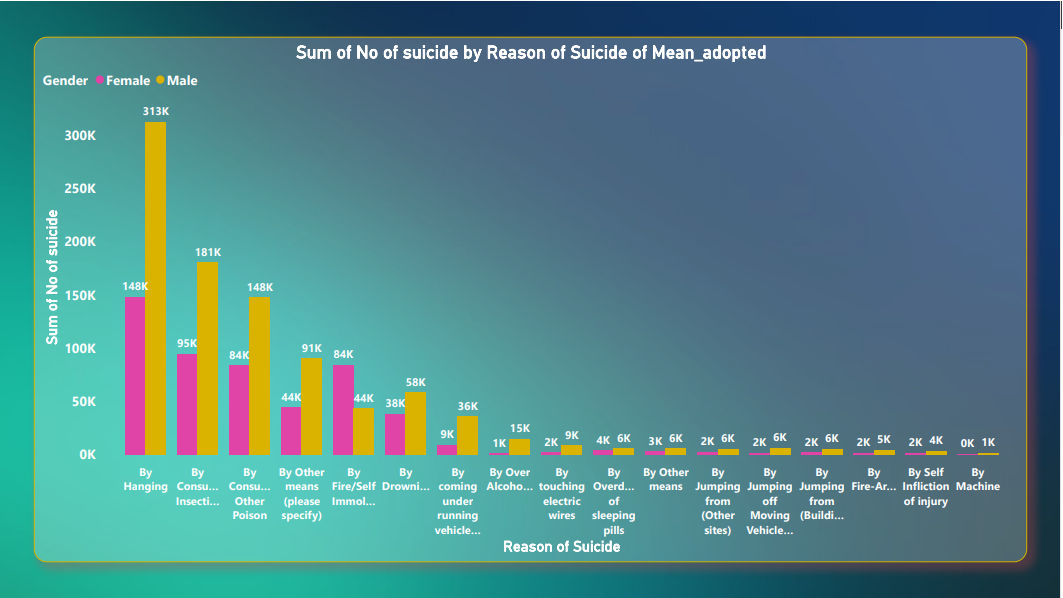 Sum of No of suicide by Reason of Suicide of Mean_adopted
Gender Female Male
Sum of No of suicide
300K
250K
200K
150K
100K
50K
0K
148K
313K
95K
181K
84K
148K
44K
91K
84K
44K
38K
58K
9K
36K
1K
15K
2K
9K
4K
6K
3K
6K
2K
6K
2K
6K
2K
6K
2K
5K
2K
4K
0K
1K
By
Hanging
By
Consu...
Insecti...
By
Consu...
Other
Poison
By Other
means
(please
specify)
By
Fire/Self
Immol...
By
Drowni...
By
coming
under
running
vehicle...
By Over
Alcoho...
By
touching
electric
wires
By
Overd...
of
sleeping
pills
By Other
means
By
Jumping
from
(Other
sites)
By
Jumping
off
Moving
Vehicle...
By
Jumping
from
(Buildi...
By
Fire-Ar...
By Self
Infliction
of injury
By
Machine
Reason of Suicide